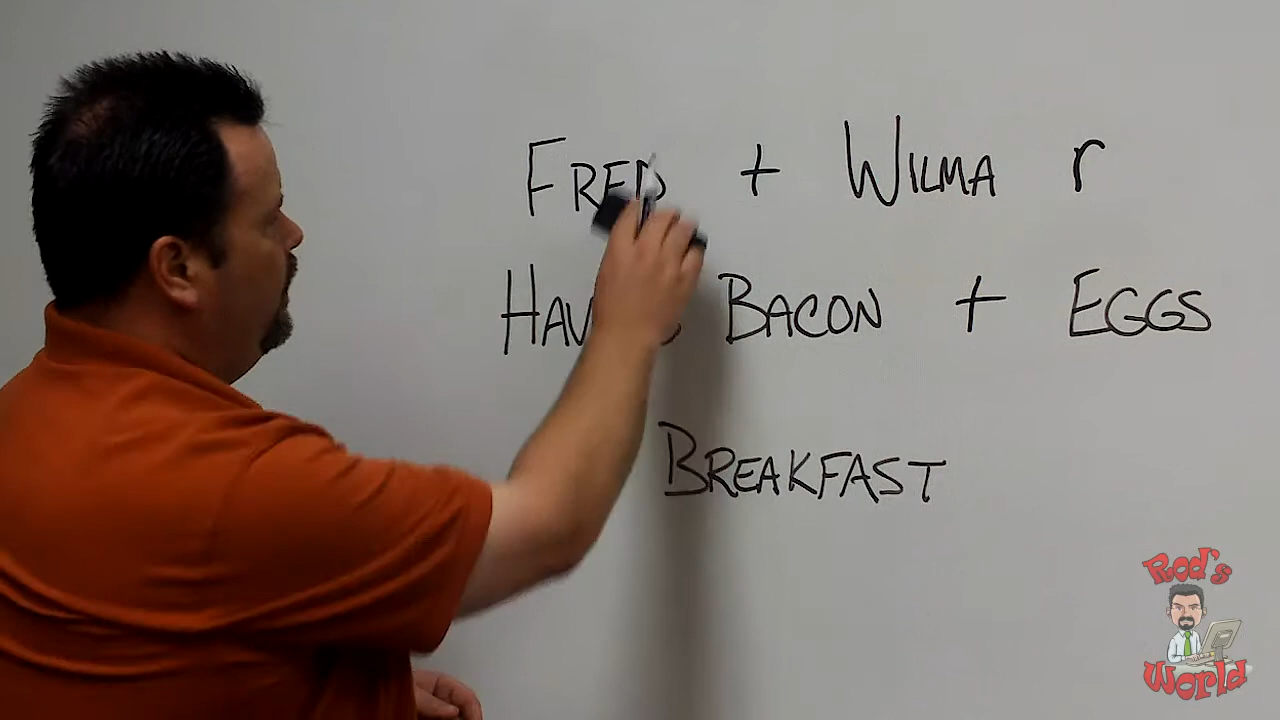 FRED + WILMA r
BACON + EGGS
BREAKFAST
Rod's
World